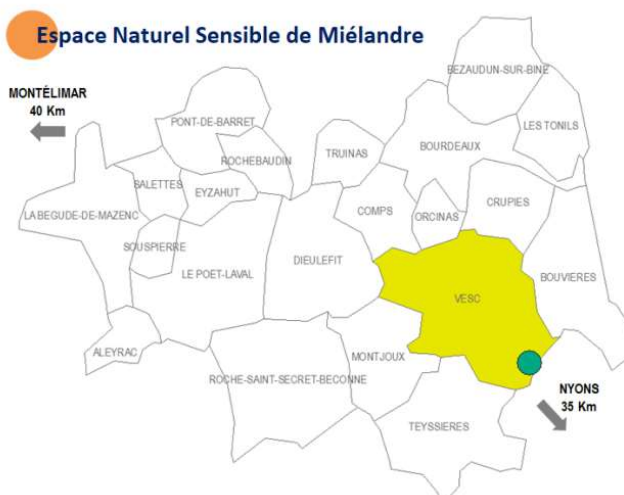 Espace Naturel Sensible de Miélandre
BEZAUDUN-SUR-BINE
MONTÉLIMAR
40 Km
PONT-DE-BARRET
LES TONILS
ROCHEBAUDIN
TRUINAS
BOURDEAUX
SALETTES
EYZAHUT
LA BEGUDE-DE-MAZENC
COMPS
ORCINAS
CRUPIES
SOUSPIERRE
DIEULEFIT
LE POET-LAVAL
BOUVIERES
VESC
ALEYRAC
MONTJOUX
ROCHE-SAINT-SECRET-BECONNE
NYONS
35 Km
TEYSSIERES